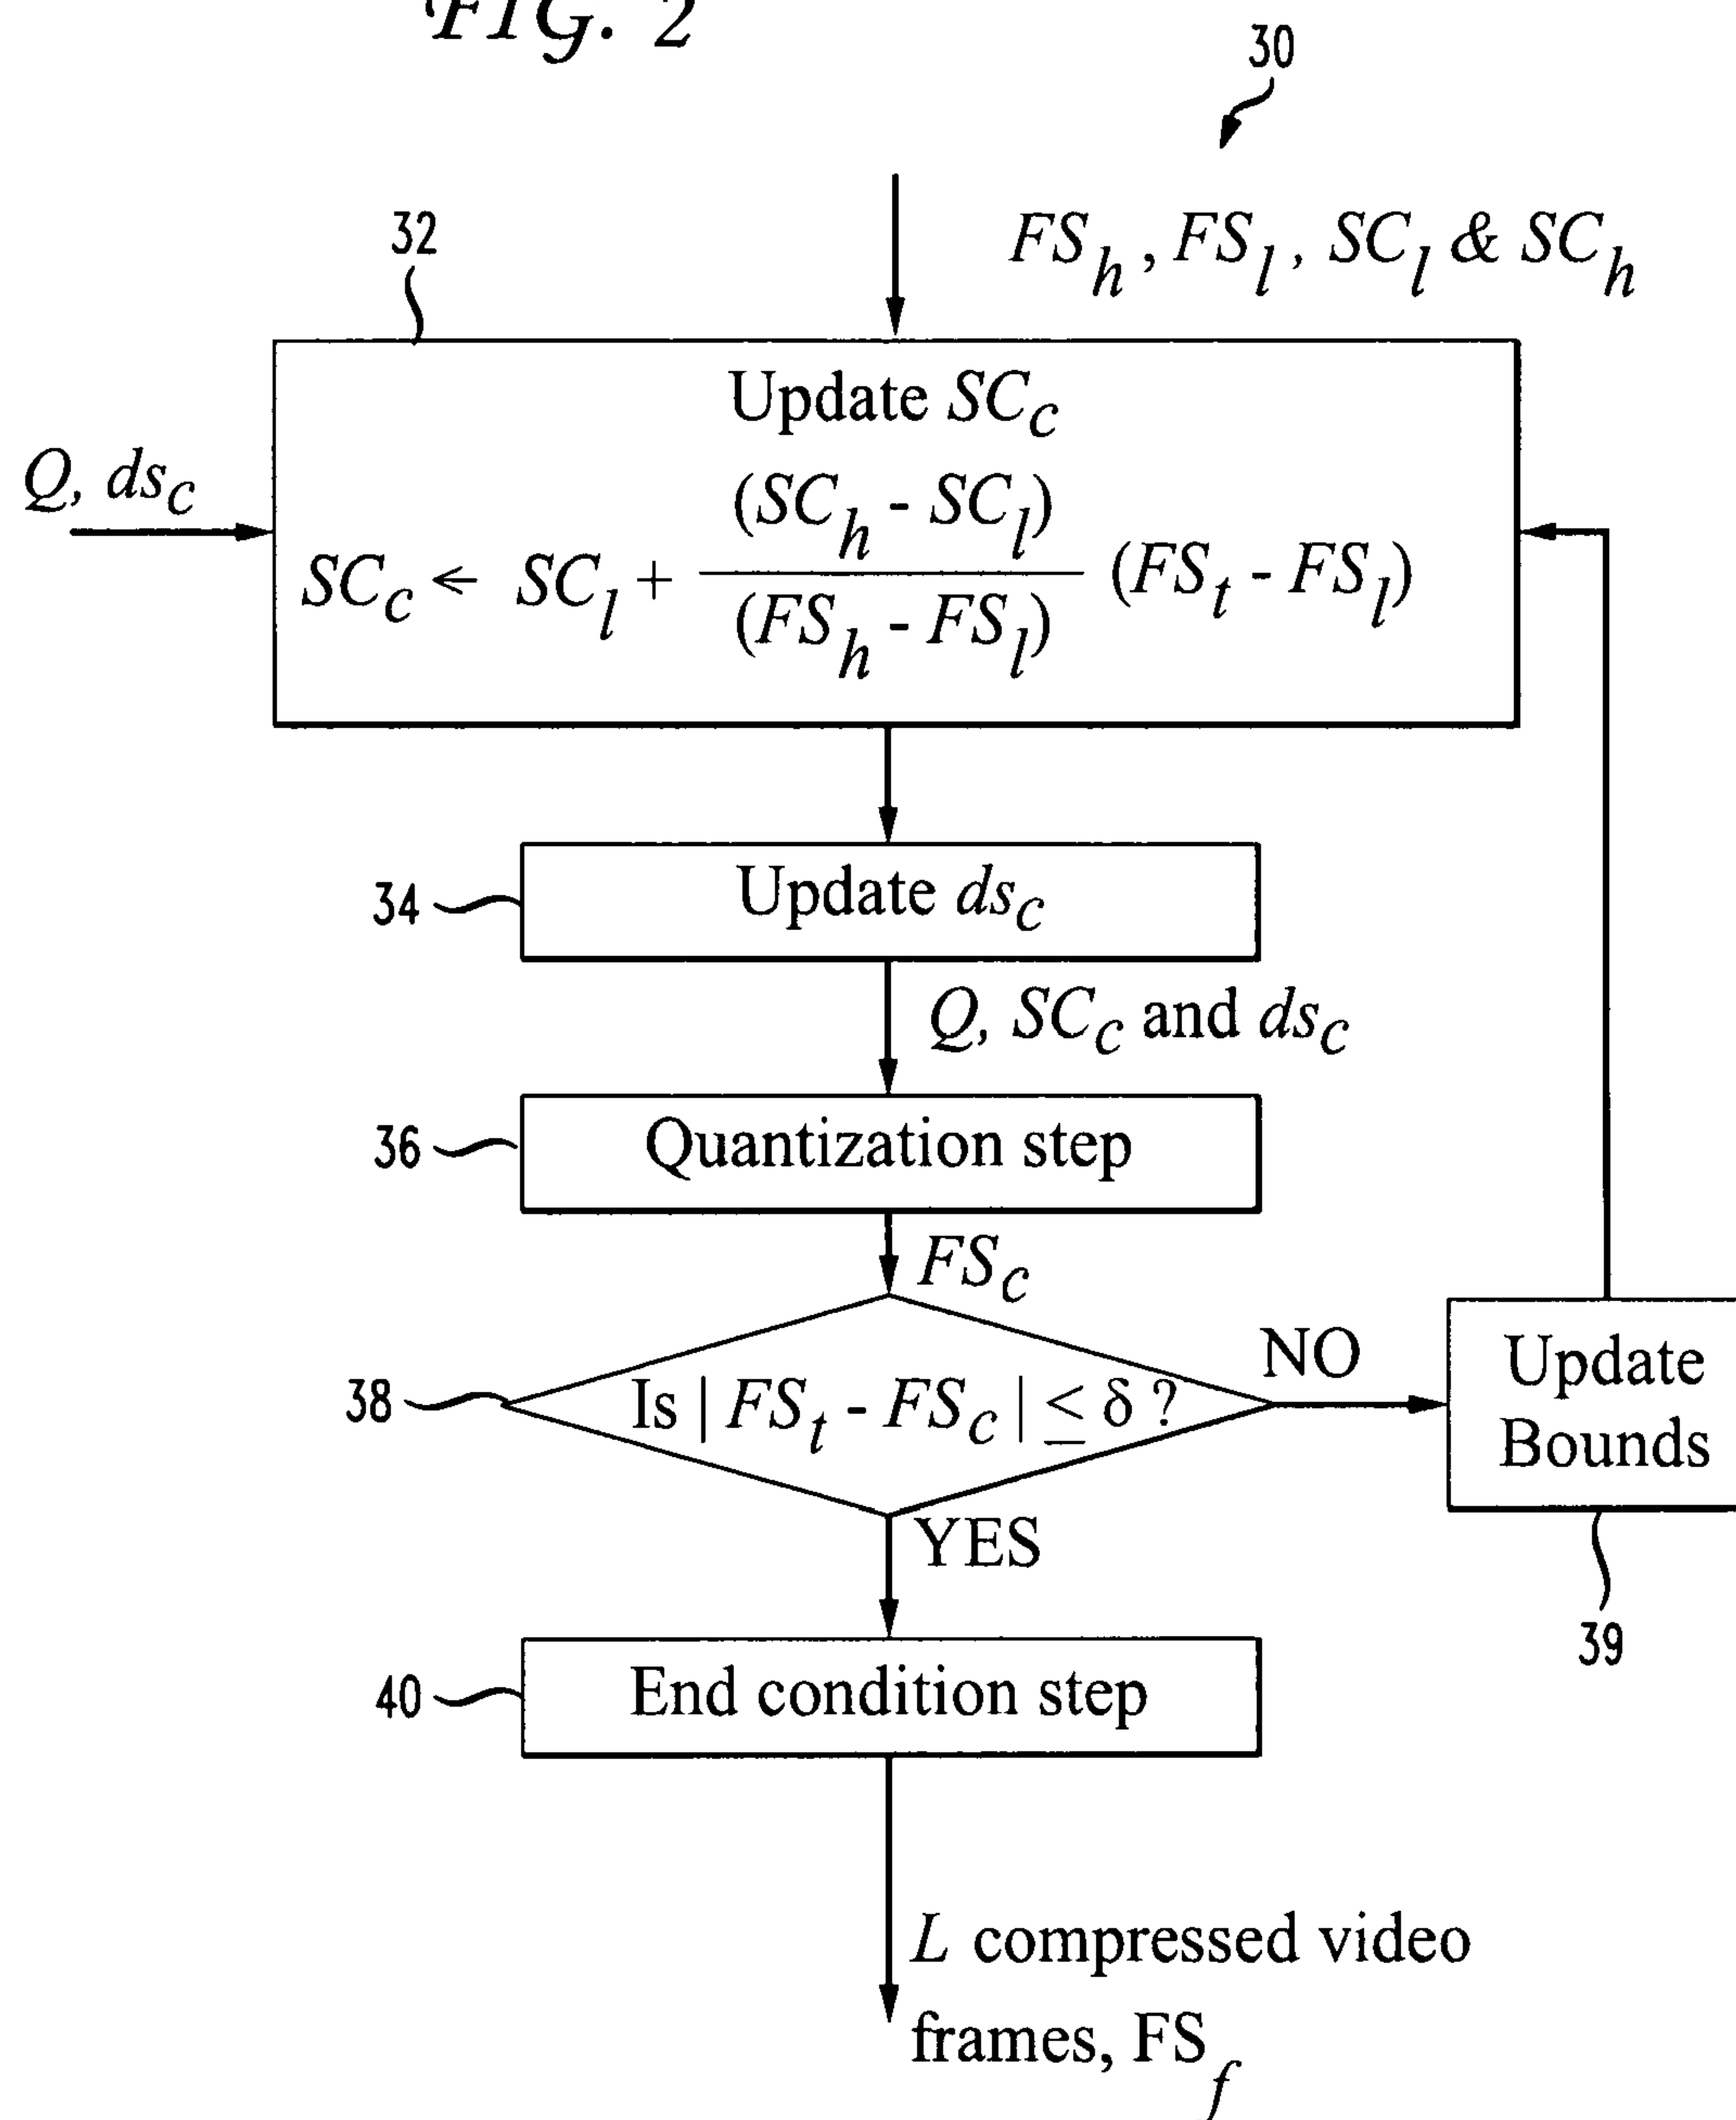 FIG. 2
30
FS_h, FS_l, SC_l & SC_h
32
Update SC_c
Q, ds_c
SC_c ← SC_l + (SC_h - SC_l) / (FS_h - FS_l) (FS_t - FS_l)
34
Update ds_c
Q, SC_c and ds_c
36
Quantization step
FS_c
38
Is | FS_t - FS_c | ≤ δ ?
NO
Update
Bounds
YES
39
40
End condition step
L compressed video
frames, FS_f